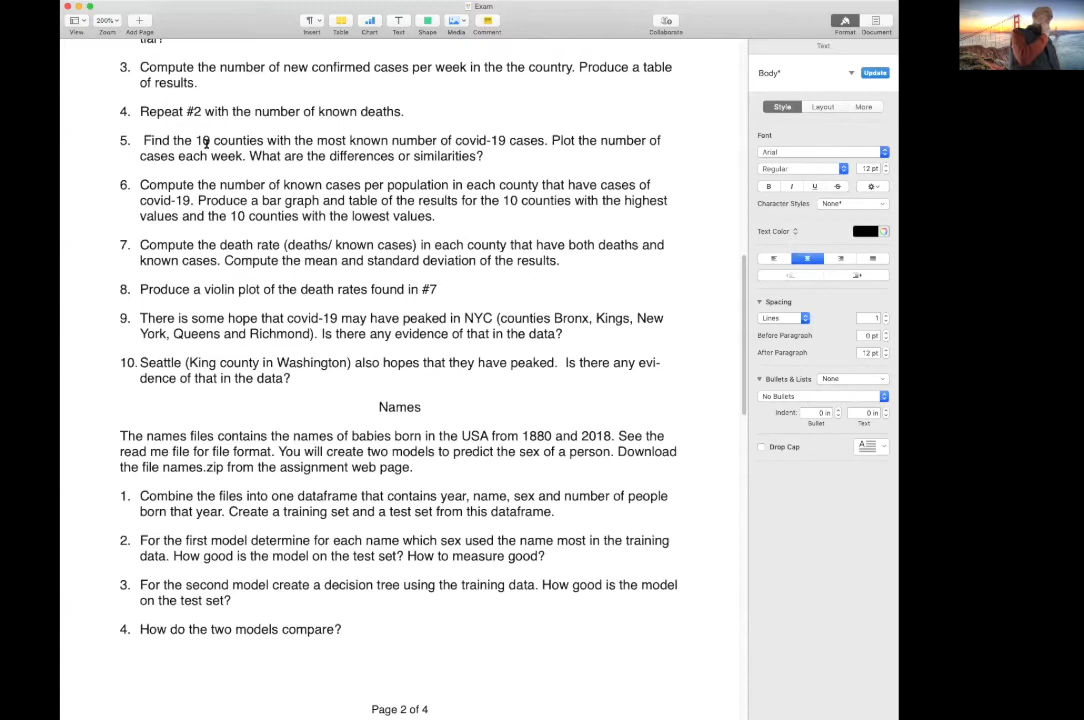 Exam
View
200%
Zoom
Add Page
Insert
Table
Chart
Text
Shape
Media
Comment
Collaborate
Format
Document
3. Compute the number of new confirmed cases per week in the the country. Produce a table
of results.
4. Repeat #2 with the number of known deaths.
5. Find the 10 counties with the most known number of covid-19 cases. Plot the number of
cases each week. What are the differences or similarities?
6. Compute the number of known cases per population in each county that have cases of
covid-19. Produce a bar graph and table of the results for the 10 counties with the highest
values and the 10 counties with the lowest values.
7. Compute the death rate (deaths/ known cases) in each county that have both deaths and
known cases. Compute the mean and standard deviation of the results.
8. Produce a violin plot of the death rates found in #7
9. There is some hope that covid-19 may have peaked in NYC (counties Bronx, Kings, New
York, Queens and Richmond). Is there any evidence of that in the data?
10. Seattle (King county in Washington) also hopes that they have peaked. Is there any evi-
dence of that in the data?
Names
The names files contains the names of babies born in the USA from 1880 and 2018. See the
read me file for file format. You will create two models to predict the sex of a person. Download
the file names.zip from the assignment web page.
1. Combine the files into one dataframe that contains year, name, sex and number of people
born that year. Create a training set and a test set from this dataframe.
2. For the first model determine for each name which sex used the name most in the training
data. How good is the model on the test set? How to measure good?
3. For the second model create a decision tree using the training data. How good is the model
on the test set?
4. How do the two models compare?
Page 2 of 4
Text
Body*
Update
Style
Layout
More
Font
Arial
Regular
12 pt
B I U S
Character Styles
None*
Text Color
Spacing
Lines
1
Before Paragraph
0 pt
After Paragraph
12 pt
Bullets & Lists
None
No Bullets
Indent:
0 in
0 in
Bullet
Text
Drop Cap